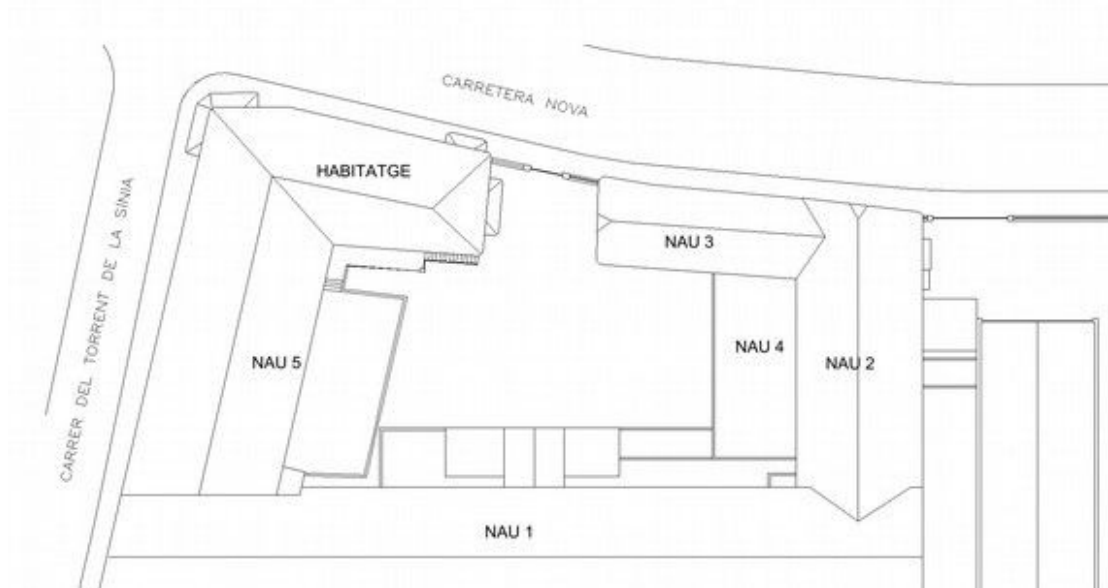 CARRETERA NOVA
HABITATGE
CARRER DEL TORRENT DE LA SINIA
NAU 3
NAU 4
NAU 2
NAU 5
NAU 1